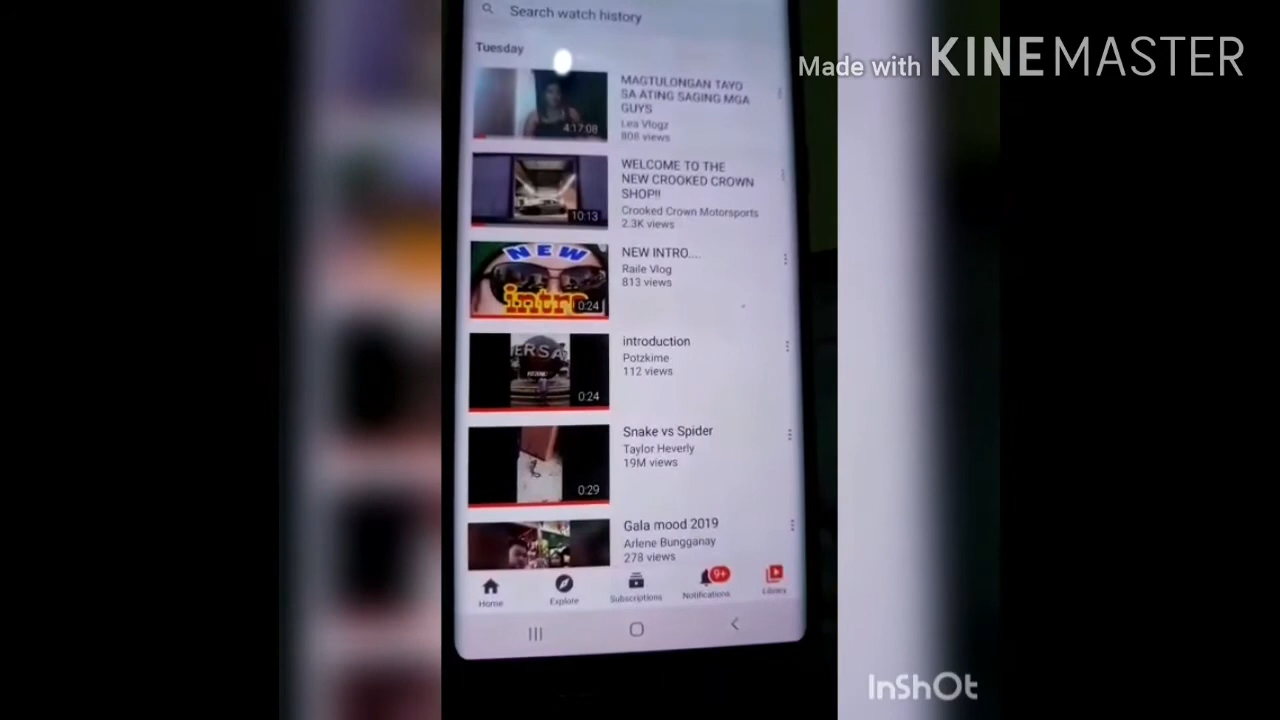 Search watch history
Made with KINEMASTER
Tuesday
MAGTULONGAN TAYO
SA ATING SAGING MGA
GUYS
Lea Vlogz
808 views
4:17:08
WELCOME TO THE
NEW CROOKED CROWN
SHOP!!
Crooked Crown Motorsports
2.3K views
10:13
NEW INTRO....
Raile Vlog
813 views
NEW
intro
0:24
introduction
Potzkime
112 views
ERSA
0:24
Snake vs Spider
Taylor Heverly
19M views
0:29
Gala mood 2019
Arlene Bungganay
278 views
9+
Home
Explore
Subscriptions
Notifications
Library
InShOt